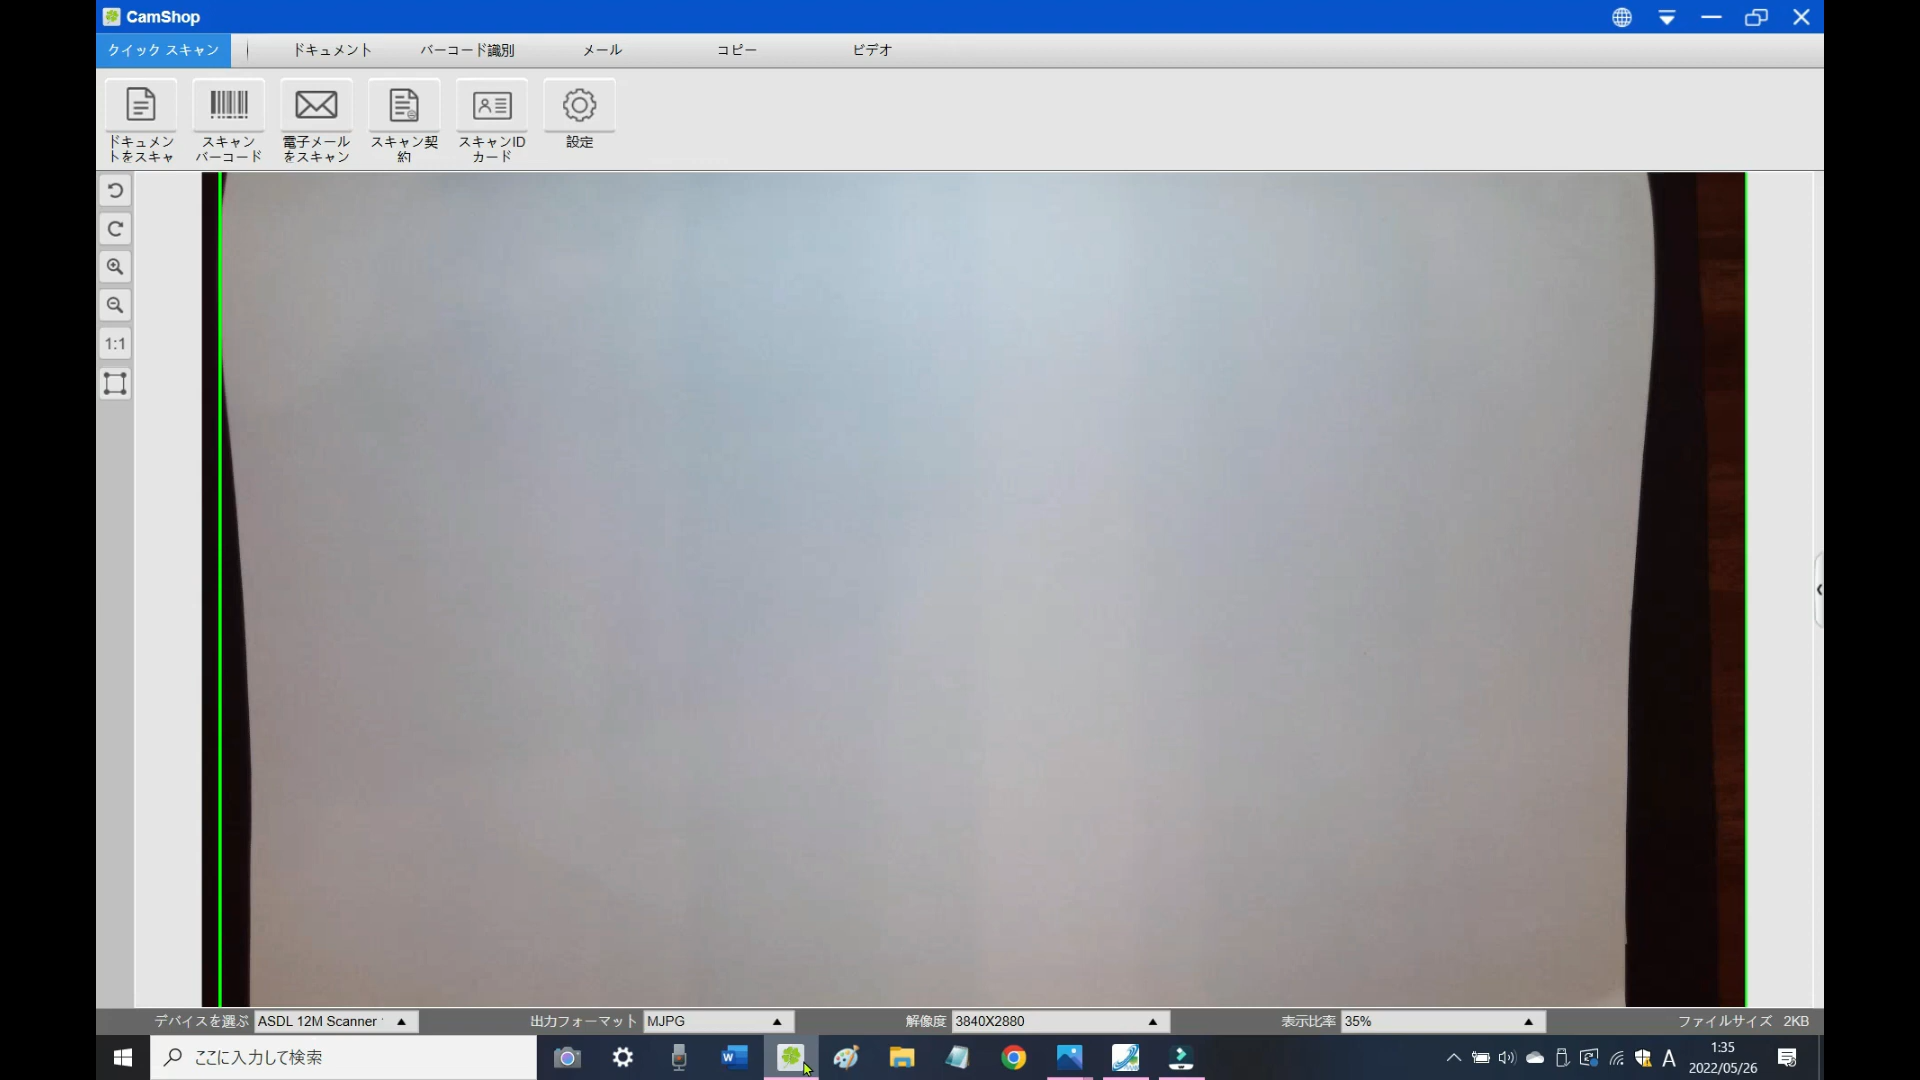 CamShop
クイック スキャン
ドキュメント
バーコード識別
メール
コピー
ビデオ
ドキュメン
トをスキャ
スキャン
バーコード
電子メール
をスキャン
スキャン契
約
スキャンID
カード
設定
1:1
デバイスを選ぶ ASDL 12M Scanner
出力フォーマット MJPG
解像度 3840X2880
表示比率 35%
ファイルサイズ 2KB
ここに入力して検索
A
1:35
2022/05/26